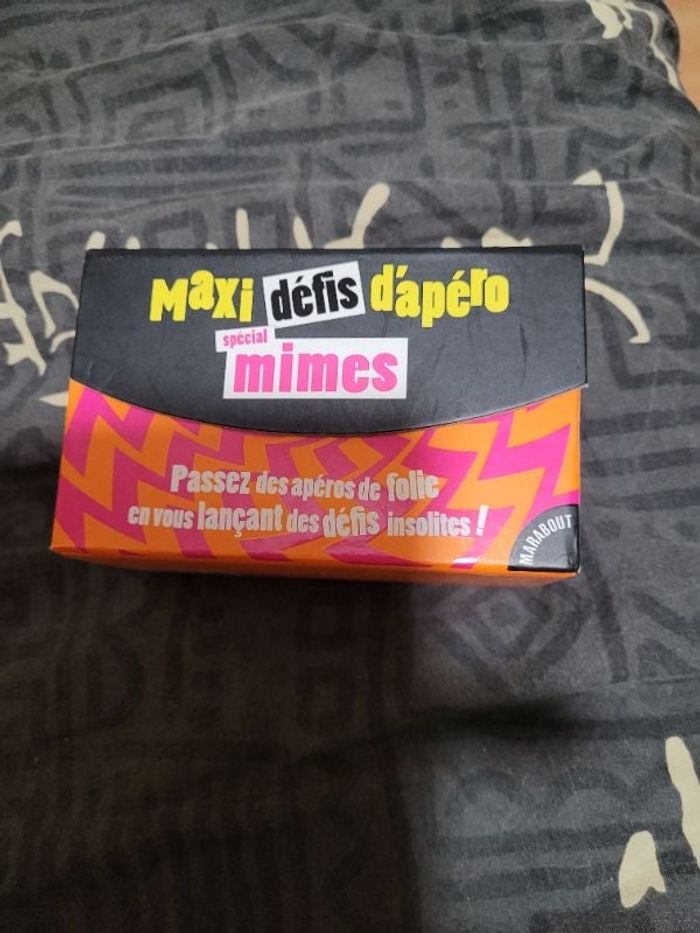 Maxi défis d'apéro
spécial
mimes
Passez des apéros de folie
en vous lançant des défis insolites !
MARABOUT